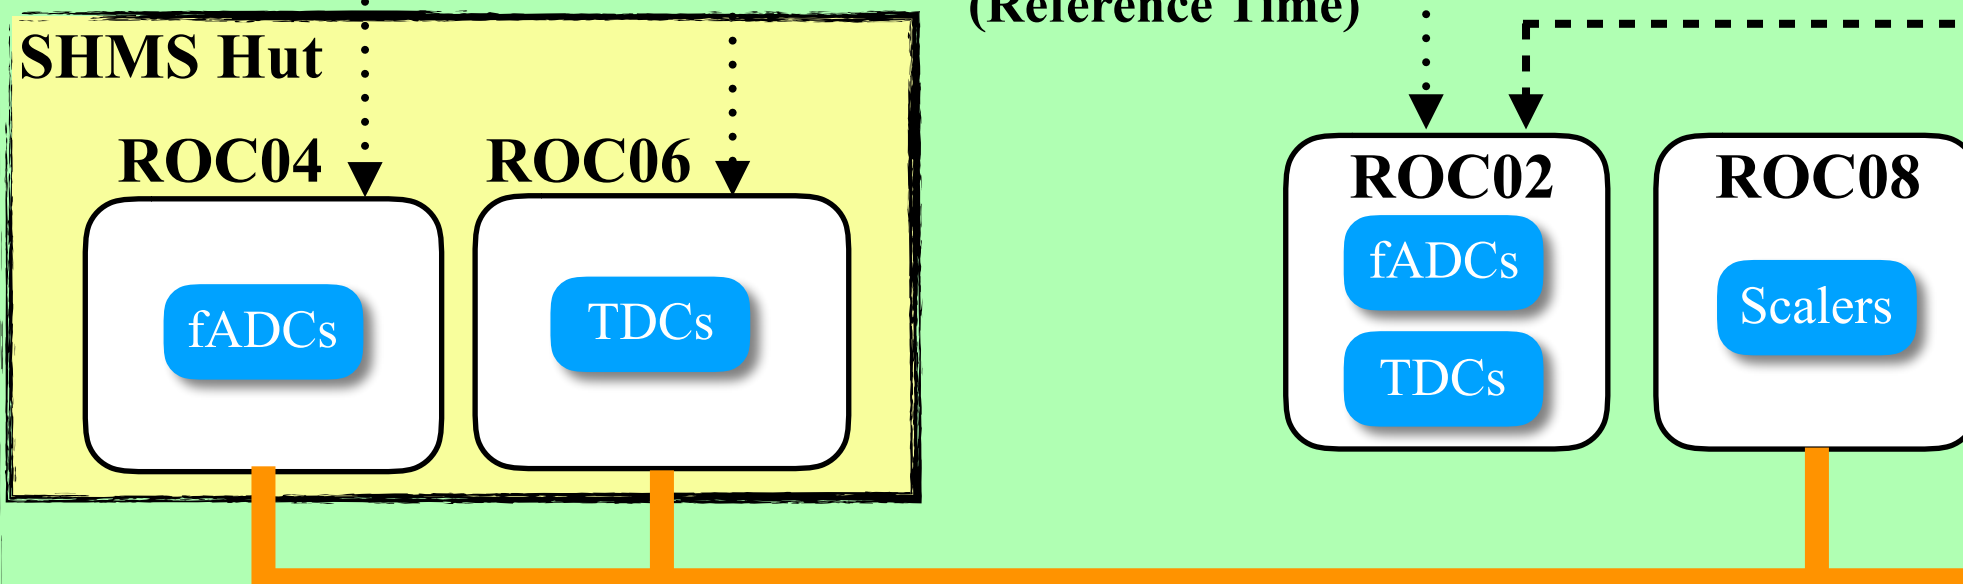 (Reference Time)
SHMS Hut
ROC04
ROC06
ROC02
ROC08
fADCs
TDCs
fADCs
TDCs
Scalers